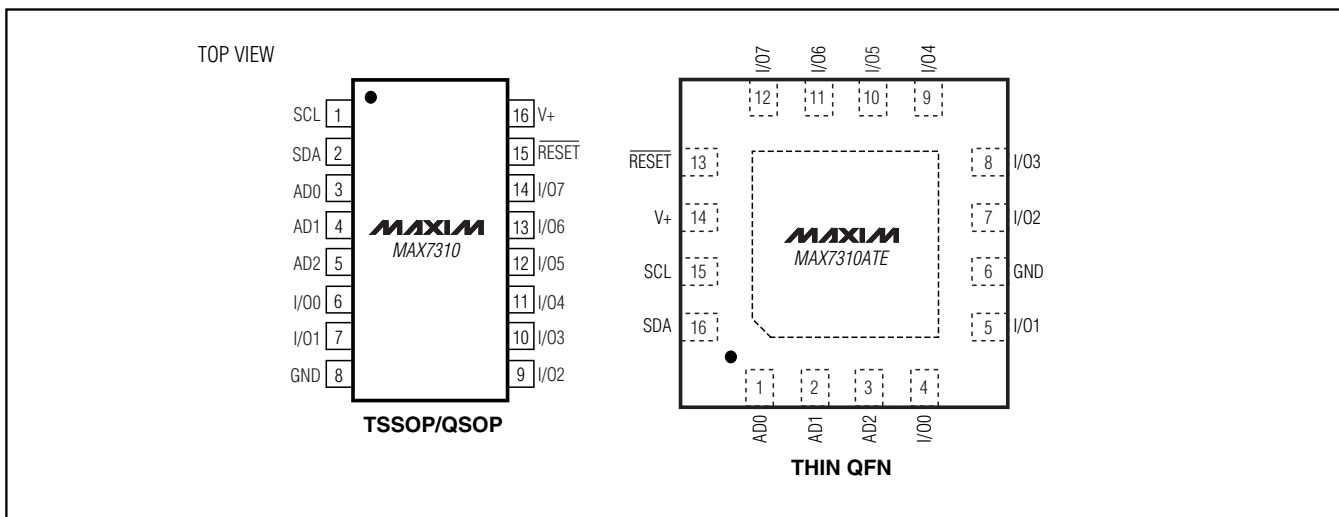 TOP VIEW
SCL 1
SDA 2
AD0 3
AD1 4
AD2 5
I/O0 6
I/O1 7
GND 8
16 V+
15 RESET
14 I/O7
13 I/O6
12 I/O5
11 I/O4
10 I/O3
9 I/O2
MAXIM
MAX7310
TSSOP/QSOP
I/O7 I/O6 I/O5 I/O4
12 11 10 9
RESET 13
V+ 14
SCL 15
SDA 16
8 I/O3
7 I/O2
6 GND
5 I/O1
MAXIM
MAX7310ATE
1 2 3 4
AD0 AD1 AD2 I/O0
THIN QFN